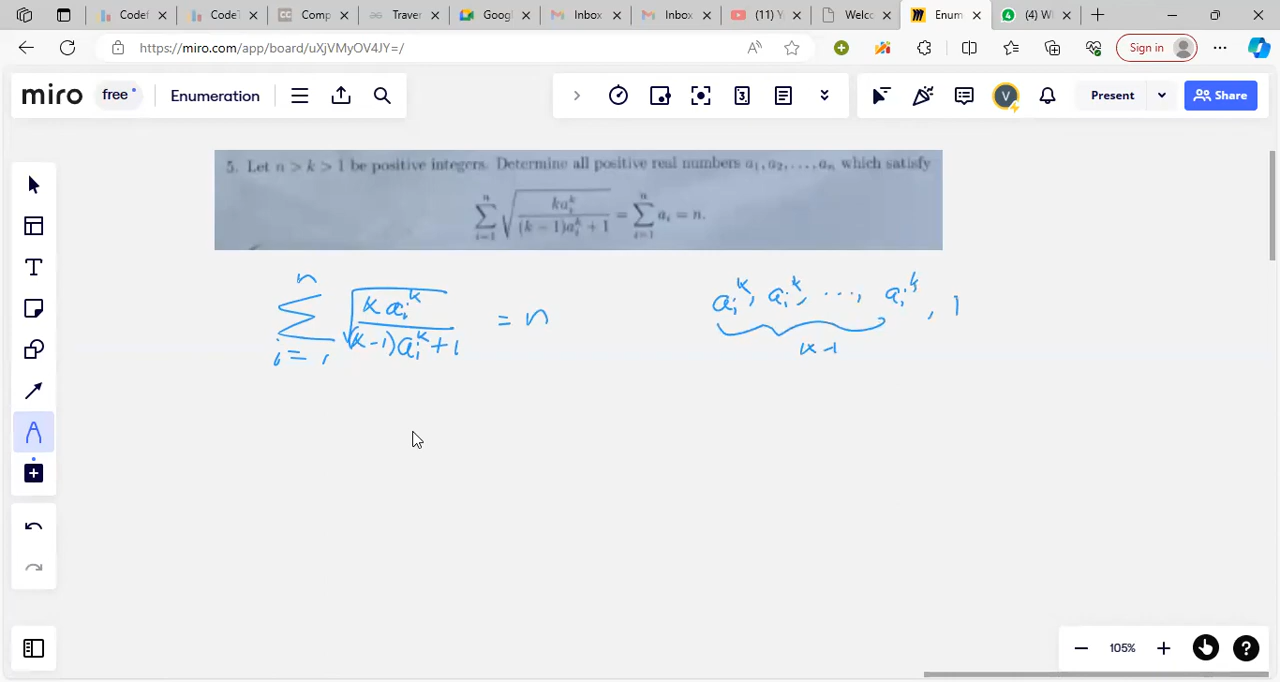 Codef
CodeT
Comp
Traver
Googl
Inbox
Inbox
(11) Y
Welco
Enum
(4) W
https://miro.com/app/board/uXjVMyOV4JY=/
Sign in
miro
free
Enumeration
V
Present
Share
5. Let n > k > 1 be positive integers. Determine all positive real numbers a₁, a₂, ..., aₙ which satisfy
∑ᵢ₌₁ⁿ √(kaᵢᵏ / ((k − 1)aᵢᵏ + 1)) = ∑ᵢ₌₁ⁿ aᵢ = n.
∑ᵢ₌₁ⁿ √(k aᵢᵏ / ((k-1)aᵢᵏ+1)) = n
aᵢᵏ, aᵢᵏ, ..., aᵢᵏ, 1
k-1
105%